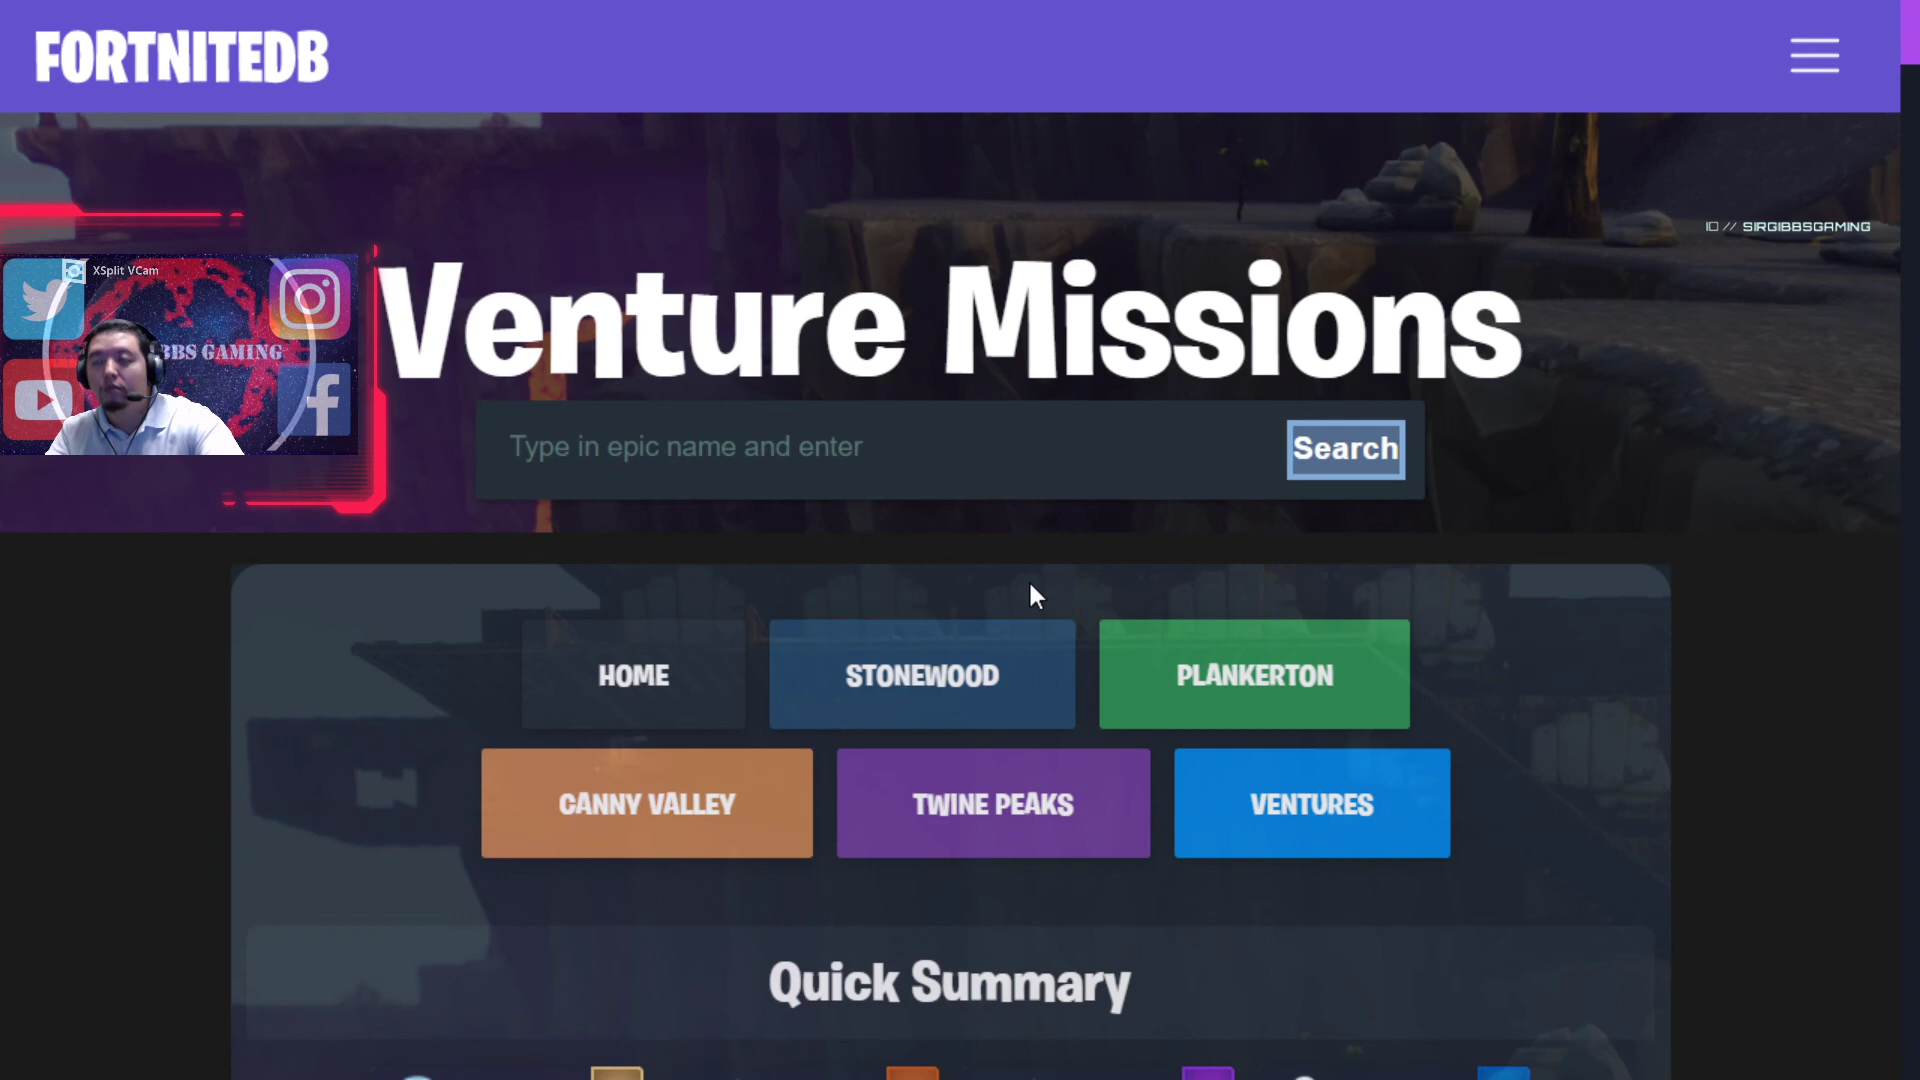 FORTNITEDB
ID // SIRGIBBSGAMING
XSplit VCam
BBS GAMING
Venture Missions
Type in epic name and enter
Search
HOME
STONEWOOD
PLANKERTON
CANNY VALLEY
TWINE PEAKS
VENTURES
Quick Summary